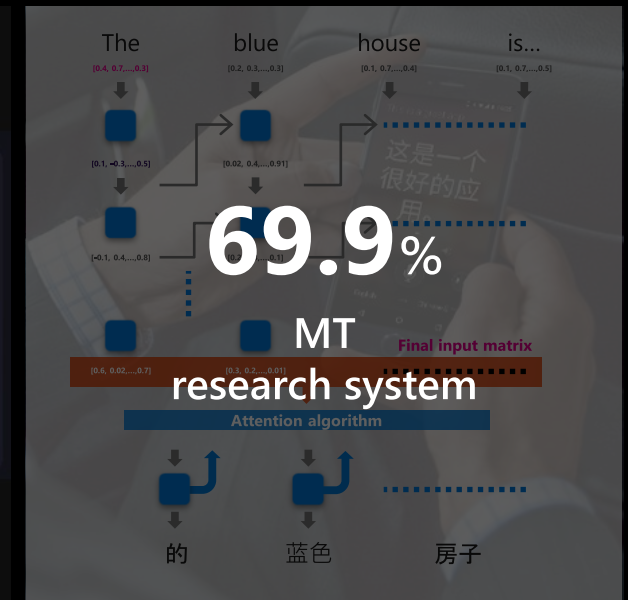 The blue house is...
[0.4, 0.7,...,0.3] [0.2, 0.3,...,0.3] [0.1, 0.7,...,0.4] [0.1, 0.7,...,0.5]
[0.1, -0.3,...,0.5] [0.02, 0.4,...,0.91]
这是一个
很好的应
用。
69.9%
[-0.1, 0.4,...,0.8]
MT
Final input matrix
[0.6, 0.02,...,0.7] [0.3, 0.2,...,0.01]
research system
Attention algorithm
的 蓝色 房子